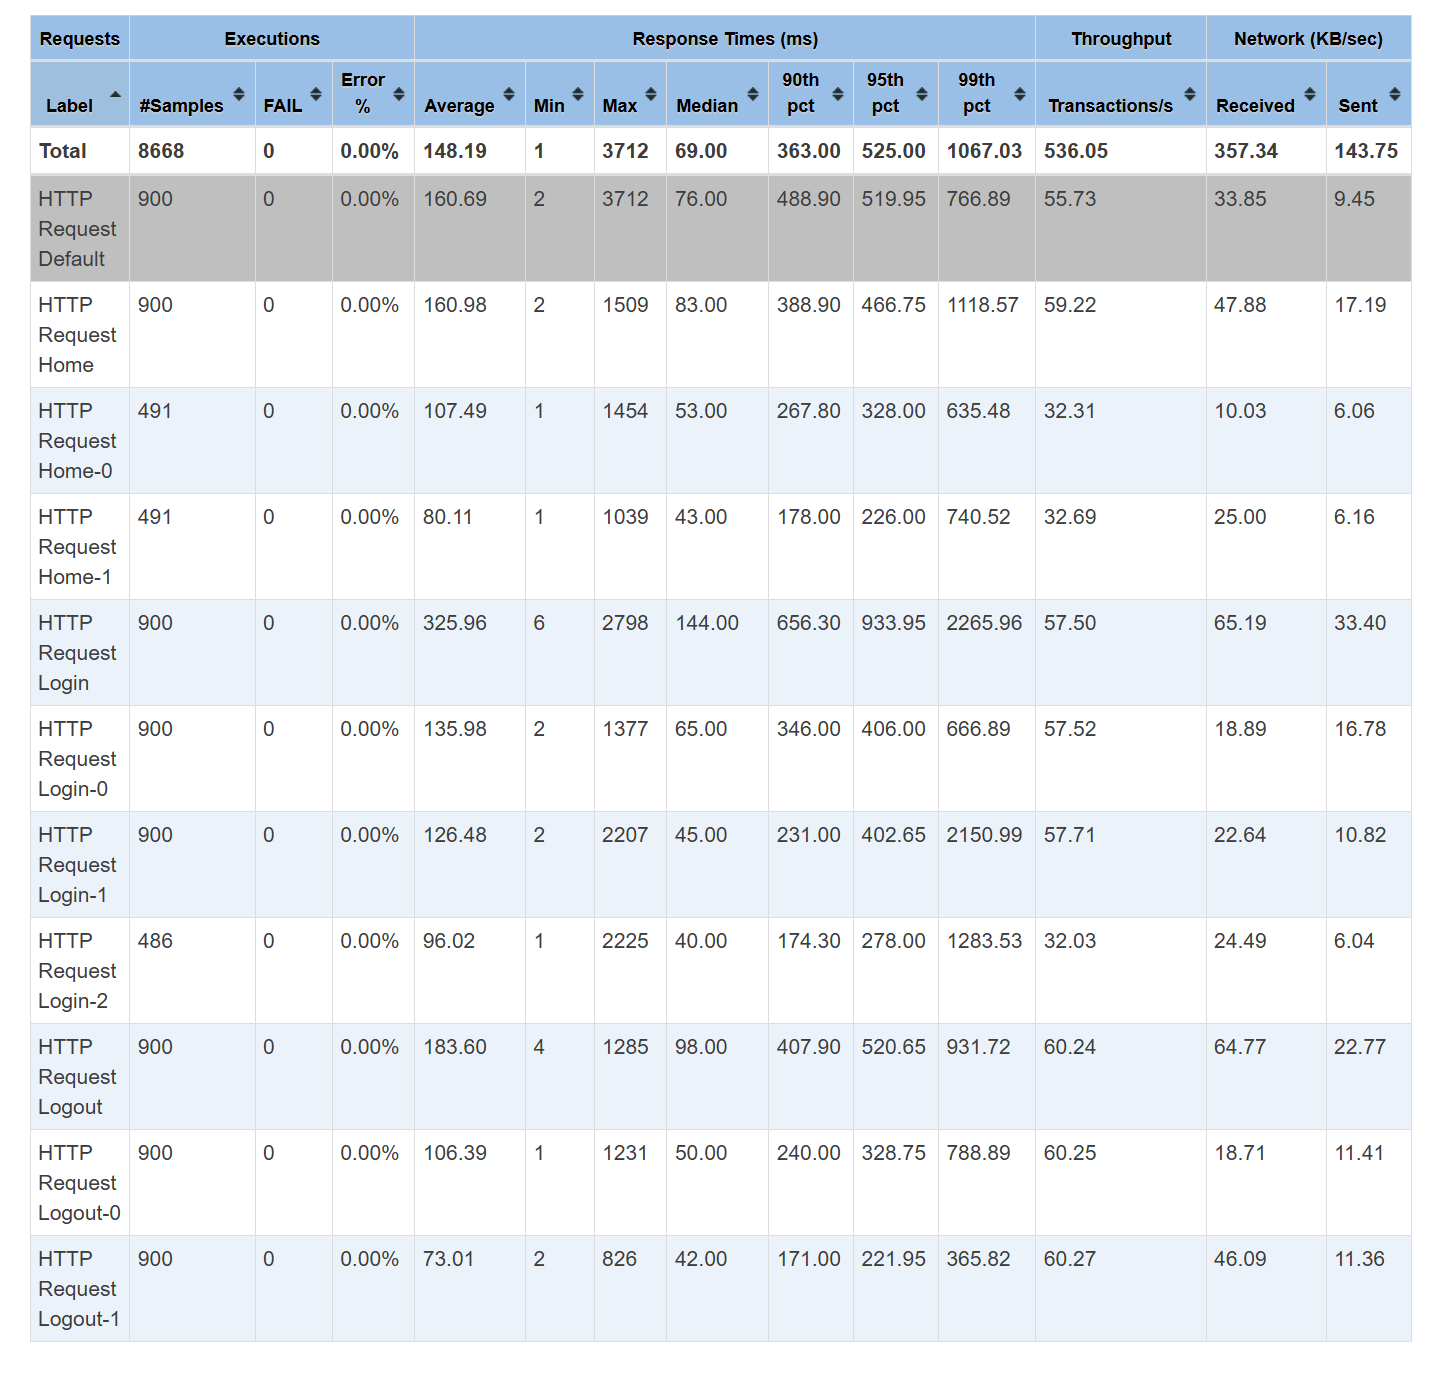 Requests Executions Response Times (ms) Throughput Network (KB/sec)
Label #Samples FAIL Error % Average Min Max Median 90th pct 95th pct 99th pct Transactions/s Received Sent
Total 8668 0 0.00% 148.19 1 3712 69.00 363.00 525.00 1067.03 536.05 357.34 143.75
HTTP Request Default 900 0 0.00% 160.69 2 3712 76.00 488.90 519.95 766.89 55.73 33.85 9.45
HTTP Request Home 900 0 0.00% 160.98 2 1509 83.00 388.90 466.75 1118.57 59.22 47.88 17.19
HTTP Request Home-0 491 0 0.00% 107.49 1 1454 53.00 267.80 328.00 635.48 32.31 10.03 6.06
HTTP Request Home-1 491 0 0.00% 80.11 1 1039 43.00 178.00 226.00 740.52 32.69 25.00 6.16
HTTP Request Login 900 0 0.00% 325.96 6 2798 144.00 656.30 933.95 2265.96 57.50 65.19 33.40
HTTP Request Login-0 900 0 0.00% 135.98 2 1377 65.00 346.00 406.00 666.89 57.52 18.89 16.78
HTTP Request Login-1 900 0 0.00% 126.48 2 2207 45.00 231.00 402.65 2150.99 57.71 22.64 10.82
HTTP Request Login-2 486 0 0.00% 96.02 1 2225 40.00 174.30 278.00 1283.53 32.03 24.49 6.04
HTTP Request Logout 900 0 0.00% 183.60 4 1285 98.00 407.90 520.65 931.72 60.24 64.77 22.77
HTTP Request Logout-0 900 0 0.00% 106.39 1 1231 50.00 240.00 328.75 788.89 60.25 18.71 11.41
HTTP Request Logout-1 900 0 0.00% 73.01 2 826 42.00 171.00 221.95 365.82 60.27 46.09 11.36